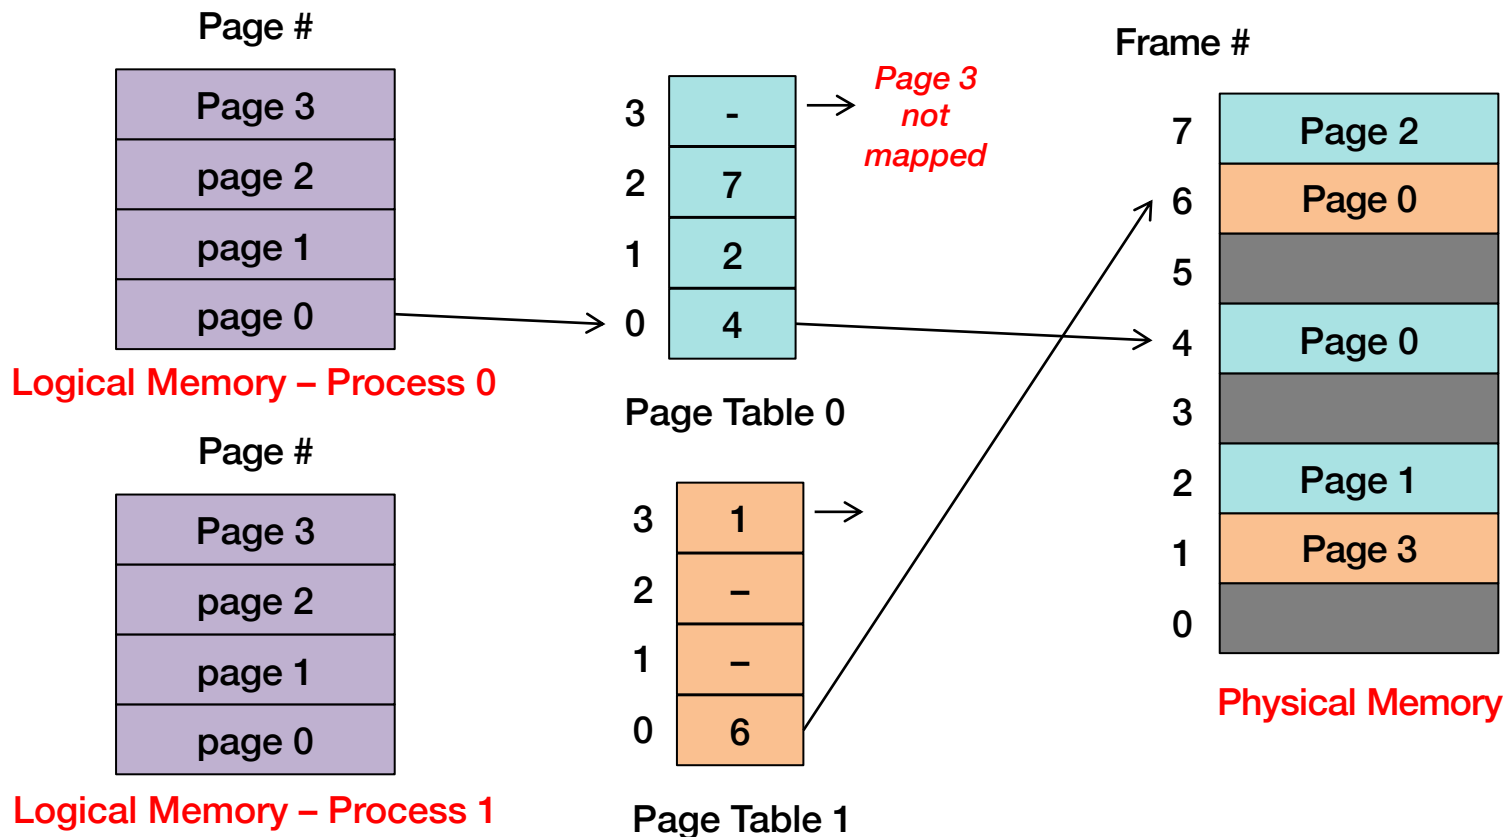 Page #
Page 3
page 2
page 1
page 0
Logical Memory – Process 0
3 -
2 7
1 2
0 4
Page 3
not
mapped
Page Table 0
Page #
Page 3
page 2
page 1
page 0
Logical Memory – Process 1
3 1
2 –
1 –
0 6
Page Table 1
Frame #
7 Page 2
6 Page 0
5
4 Page 0
3
2 Page 1
1 Page 3
0
Physical Memory